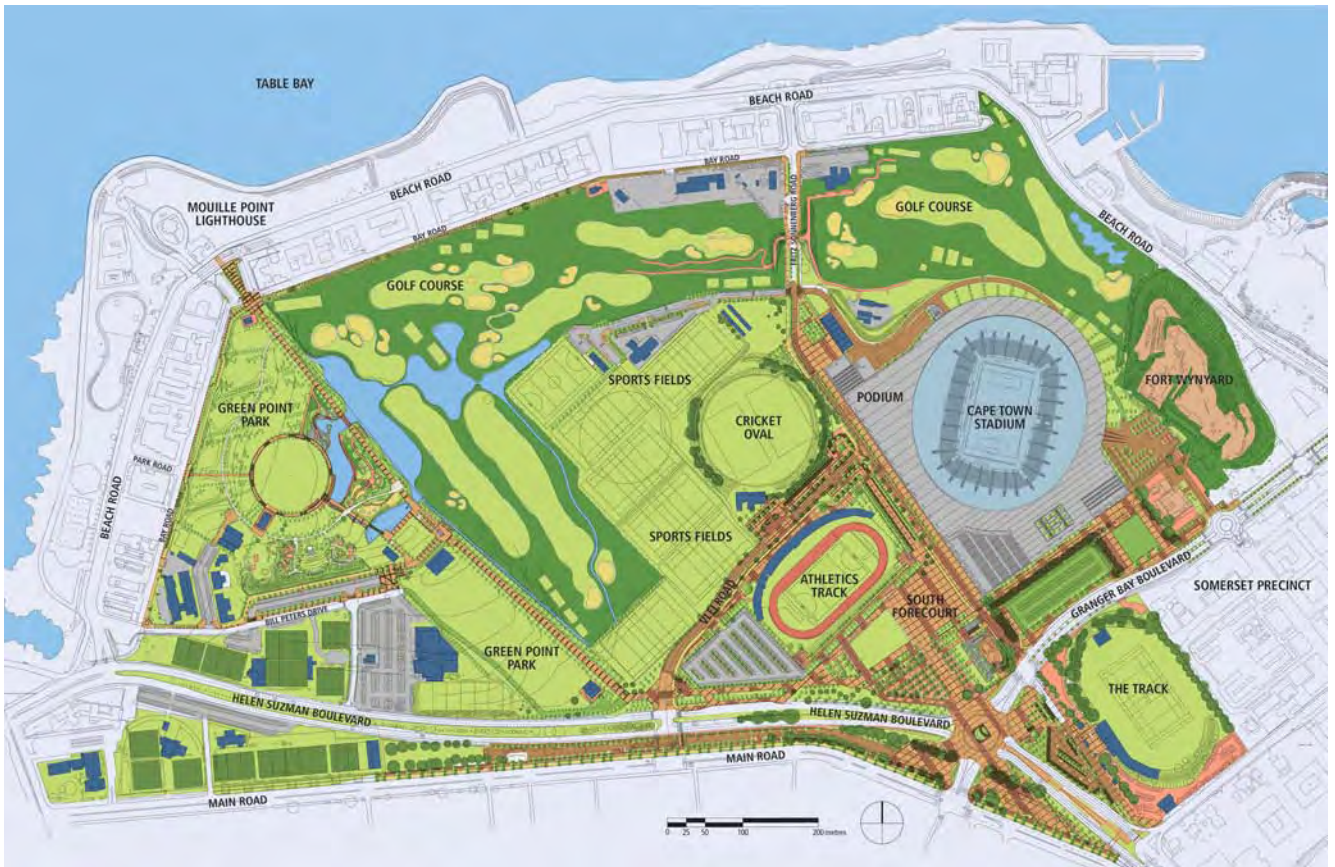 TABLE BAY
BEACH ROAD
BEACH ROAD
BAY ROAD
MOUILLE POINT
LIGHTHOUSE
BAY ROAD
FRITZ SONNENBERG ROAD
GOLF COURSE
BEACH ROAD
GOLF COURSE
FORT WYNYARD
SPORTS FIELDS
PODIUM
GREEN POINT
PARK
CAPE TOWN
STADIUM
CRICKET
OVAL
PARK ROAD
BEACH ROAD
BAY ROAD
SPORTS FIELDS
VLEI ROAD
ATHLETICS
TRACK
SOUTH
FORECOURT
GRANGER BAY BOULEVARD
SOMERSET PRECINCT
BILL PETERS DRIVE
GREEN POINT
PARK
THE TRACK
HELEN SUZMAN BOULEVARD
HELEN SUZMAN BOULEVARD
MAIN ROAD
MAIN ROAD
0 25 50 100 200 metres